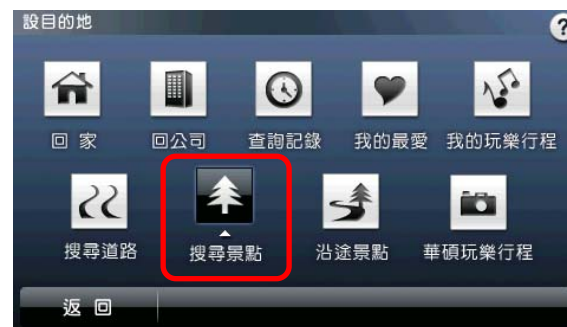 設目的地
?
回 家 回公司 查詢記錄 我的最愛 我的玩樂行程
搜尋道路 搜尋景點 沿途景點 華碩玩樂行程
返 回